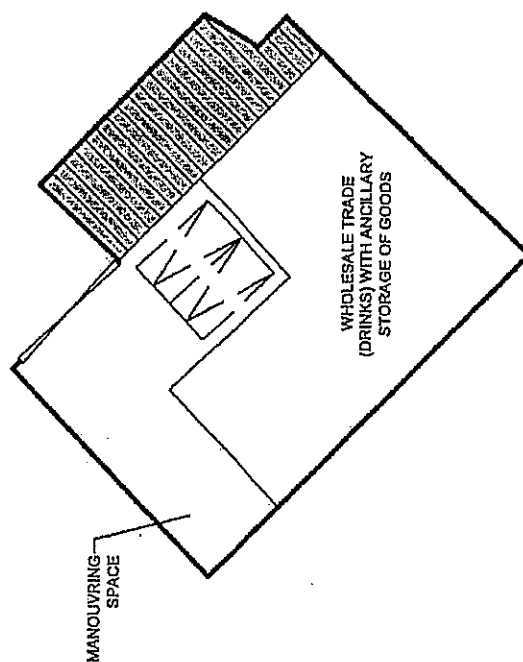 MANOUVRING
SPACE
WHOLESALE TRADE
(DRINKS) WITH ANCILLARY
STORAGE OF GOODS